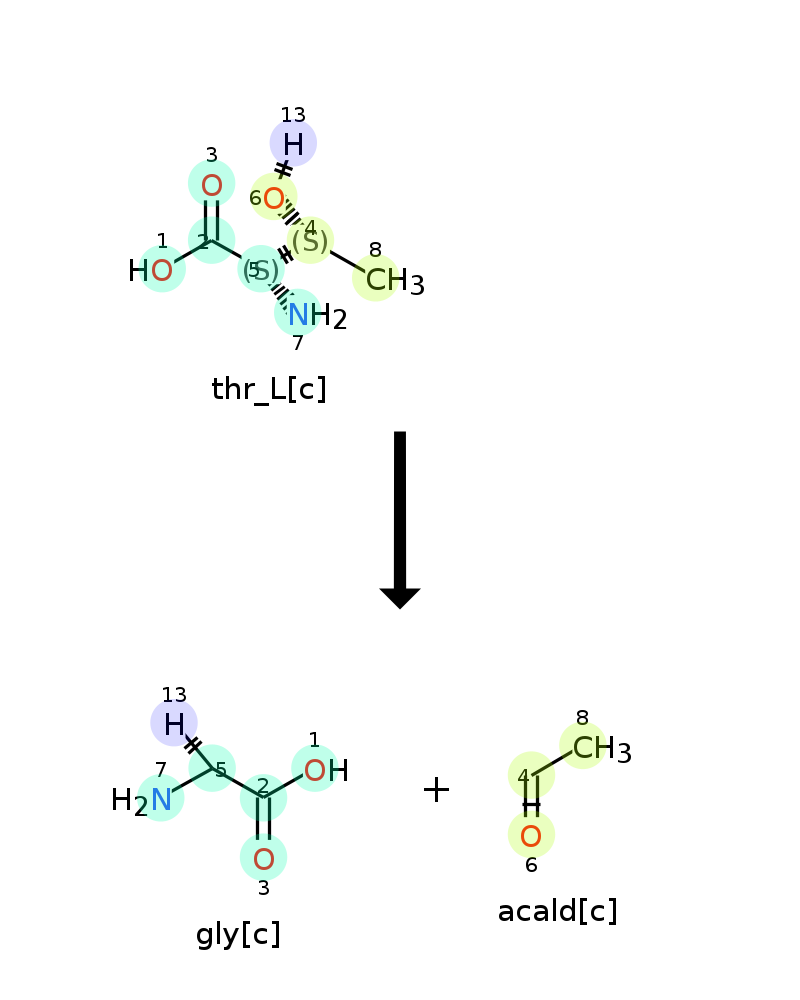 13
H
3
O
6 O
4
(S)
1
2
8
HO
5
(S)
CH3
NH2
7
thr_L[c]
13
H
8
CH3
1
7
5
OH
4
2
H2N
+
O
6
O
3
acald[c]
gly[c]